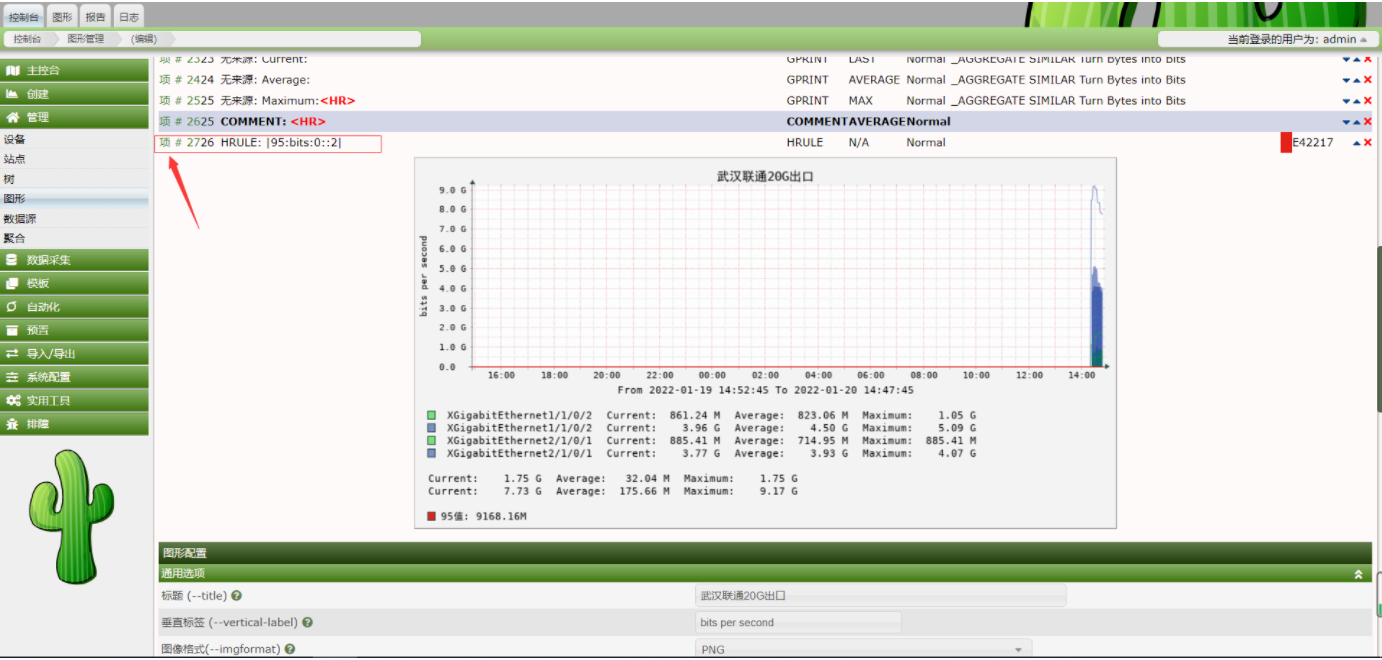 控制台 图形 报告 日志
控制台 图形管理 (编辑) 当前登录的用户为: admin
主控台
创建
管理
设备
站点
树
图形
数据源
聚合
数据采集
模板
自动化
预置
导入/导出
系统配置
实用工具
排障
项 # 2323 无来源: Current: GPRINT LAST Normal _AGGREGATE SIMILAR Turn Bytes into Bits
项 # 2424 无来源: Average: GPRINT AVERAGE Normal _AGGREGATE SIMILAR Turn Bytes into Bits
项 # 2525 无来源: Maximum:<HR> GPRINT MAX Normal _AGGREGATE SIMILAR Turn Bytes into Bits
项 # 2625 COMMENT: <HR> COMMENT AVERAGE Normal
项 # 2726 HRULE: |95:bits:0::2| HRULE N/A Normal E42217
武汉联通20G出口
bits per second
9.0 G
8.0 G
7.0 G
6.0 G
5.0 G
4.0 G
3.0 G
2.0 G
1.0 G
0.0
16:00 18:00 20:00 22:00 00:00 02:00 04:00 06:00 08:00 10:00 12:00 14:00
From 2022-01-19 14:52:45 To 2022-01-20 14:47:45
XGigabitEthernet1/1/0/2 Current: 861.24 M Average: 823.06 M Maximum: 1.05 G
XGigabitEthernet1/1/0/2 Current: 3.96 G Average: 4.50 G Maximum: 5.09 G
XGigabitEthernet2/1/0/1 Current: 885.41 M Average: 714.95 M Maximum: 885.41 M
XGigabitEthernet2/1/0/1 Current: 3.77 G Average: 3.93 G Maximum: 4.07 G
Current: 1.75 G Average: 32.04 M Maximum: 1.75 G
Current: 7.73 G Average: 175.66 M Maximum: 9.17 G
95值: 9168.16M
图形配置
通用选项
标题 (--title) 武汉联通20G出口
垂直标签 (--vertical-label) bits per second
图像格式(--imgformat) PNG